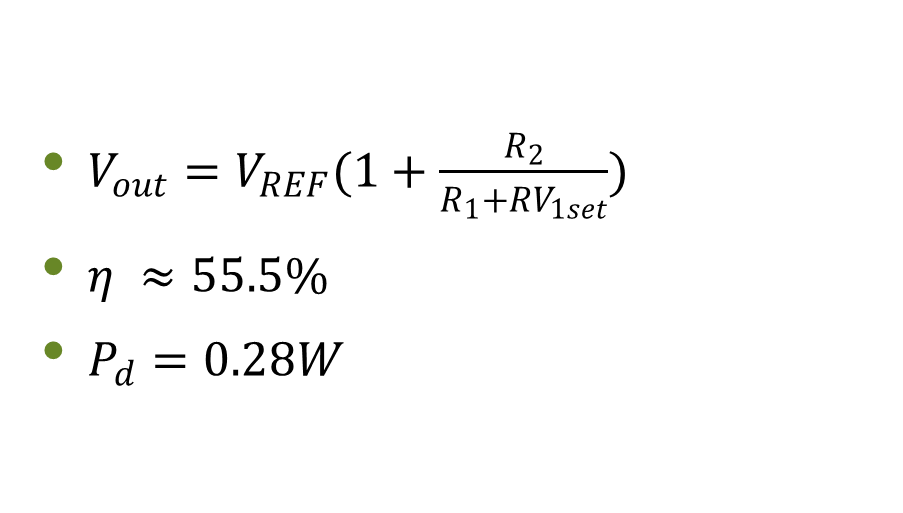 • V_out = V_REF(1 + R_2/(R_1+RV_1set))
• η ≈ 55.5%
• P_d = 0.28W